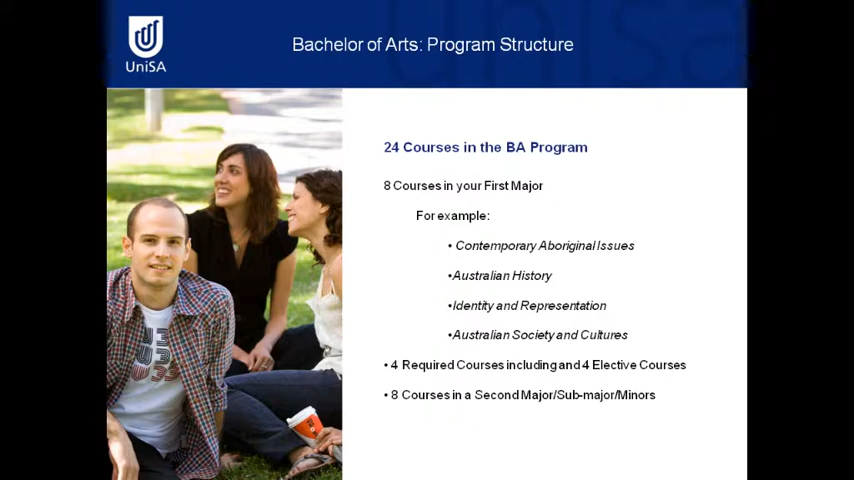 UniSA
Bachelor of Arts: Program Structure
24 Courses in the BA Program
8 Courses in your First Major
For example:
• Contemporary Aboriginal Issues
•Australian History
•Identity and Representation
•Australian Society and Cultures
• 4 Required Courses including and 4 Elective Courses
• 8 Courses in a Second Major/Sub-major/Minors